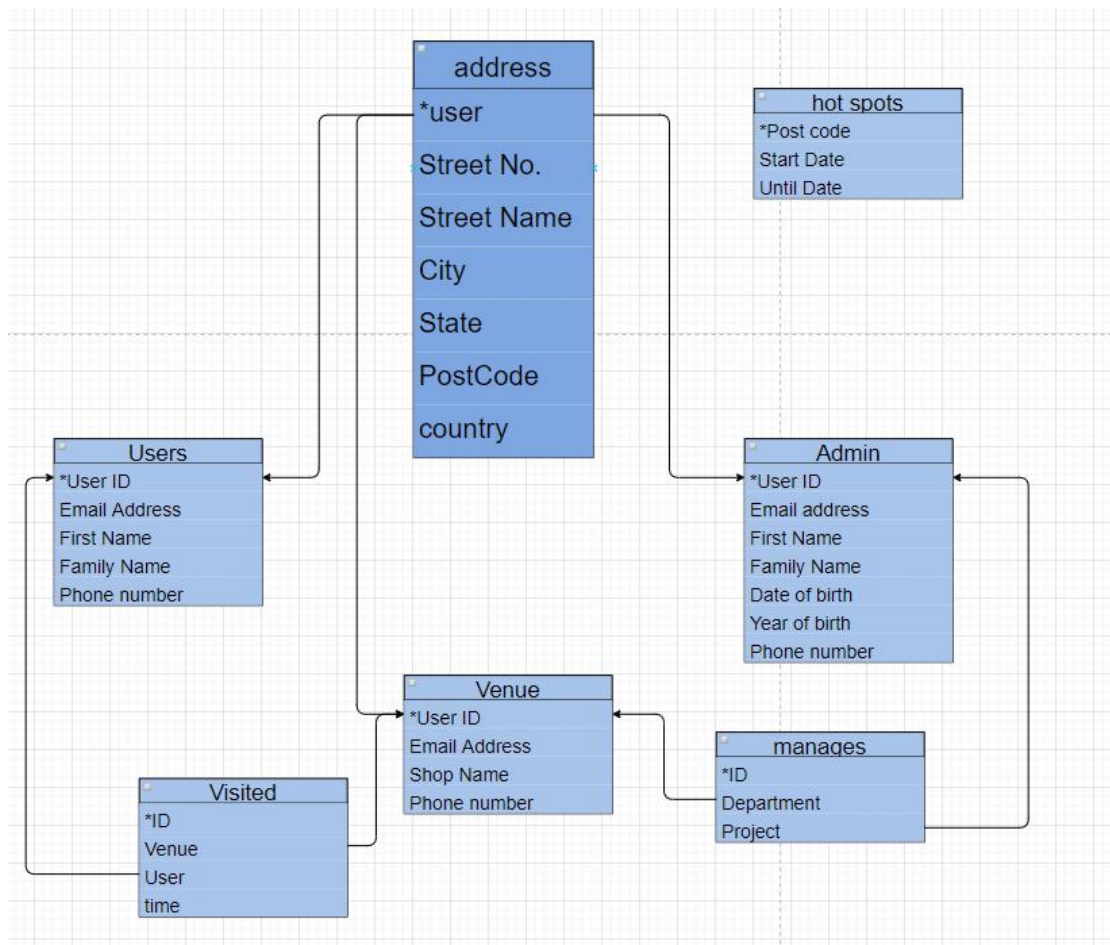 address
*user
Street No.
Street Name
City
State
PostCode
country
hot spots
*Post code
Start Date
Until Date
Users
*User ID
Email Address
First Name
Family Name
Phone number
Admin
*User ID
Email address
First Name
Family Name
Date of birth
Year of birth
Phone number
Venue
*User ID
Email Address
Shop Name
Phone number
manages
*ID
Department
Project
Visited
*ID
Venue
User
time